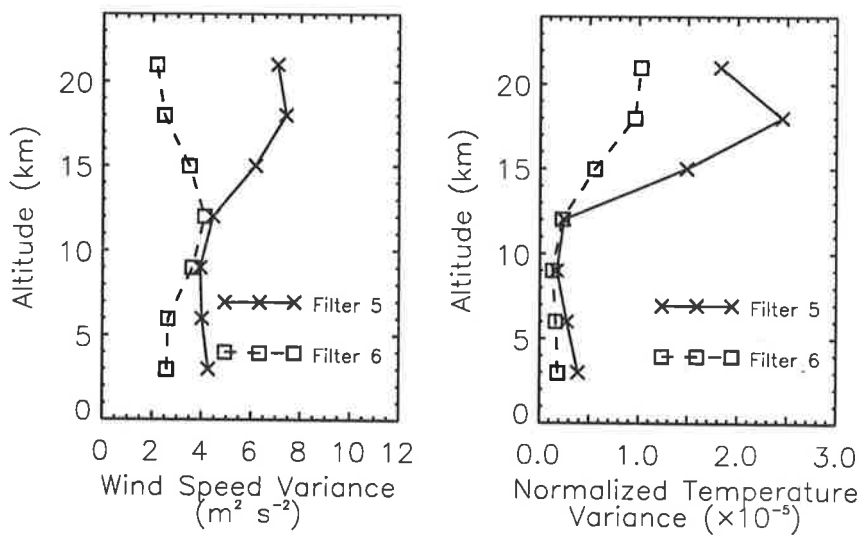 20
15
10
5
0
Altitude (km)
Filter 5
Filter 6
0 2 4 6 8 10 12
Wind Speed Variance
(m² s⁻²)
20
15
10
5
0
Altitude (km)
Filter 5
Filter 6
0.0 1.0 2.0 3.0
Normalized Temperature
Variance (×10⁻⁵)